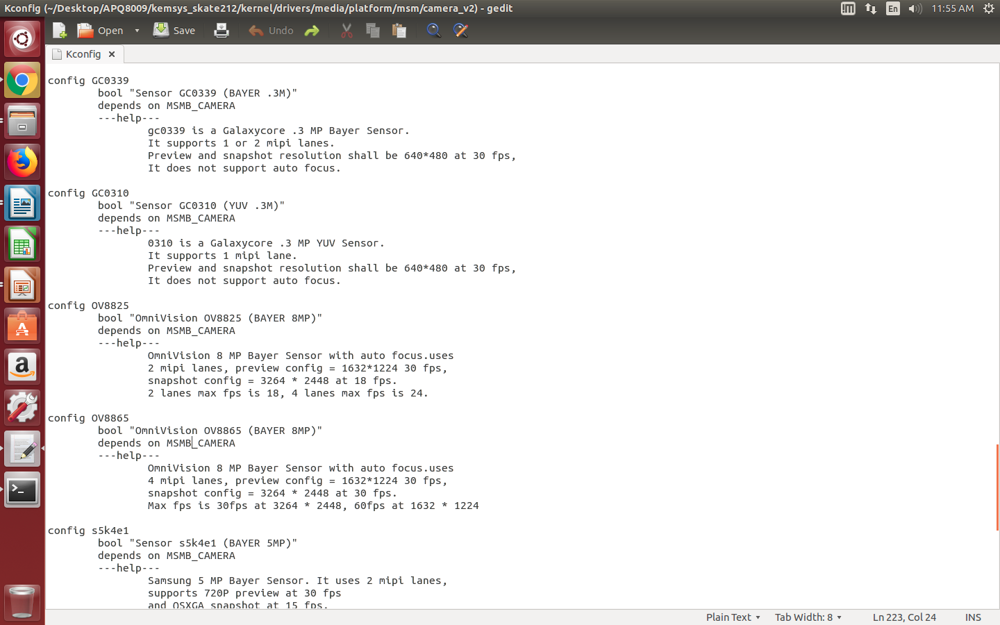 Kconfig (~/Desktop/APQ8009/kemsys_skate212/kernel/drivers/media/platform/msm/camera_v2) - gedit
En
11:55 AM
Open
Save
Undo
Kconfig
config GC0339
bool "Sensor GC0339 (BAYER .3M)"
depends on MSMB_CAMERA
---help---
gc0339 is a Galaxycore .3 MP Bayer Sensor.
It supports 1 or 2 mipi lanes.
Preview and snapshot resolution shall be 640*480 at 30 fps,
It does not support auto focus.
config GC0310
bool "Sensor GC0310 (YUV .3M)"
depends on MSMB_CAMERA
---help---
0310 is a Galaxycore .3 MP YUV Sensor.
It supports 1 mipi lane.
Preview and snapshot resolution shall be 640*480 at 30 fps,
It does not support auto focus.
config OV8825
bool "OmniVision OV8825 (BAYER 8MP)"
depends on MSMB_CAMERA
---help---
OmniVision 8 MP Bayer Sensor with auto focus.uses
2 mipi lanes, preview config = 1632*1224 30 fps,
snapshot config = 3264 * 2448 at 18 fps.
2 lanes max fps is 18, 4 lanes max fps is 24.
config OV8865
bool "OmniVision OV8865 (BAYER 8MP)"
depends on MSMB_CAMERA
---help---
OmniVision 8 MP Bayer Sensor with auto focus.uses
4 mipi lanes, preview config = 1632*1224 30 fps,
snapshot config = 3264 * 2448 at 30 fps.
Max fps is 30fps at 3264 * 2448, 60fps at 1632 * 1224
config s5k4e1
bool "Sensor s5k4e1 (BAYER 5MP)"
depends on MSMB_CAMERA
---help---
Samsung 5 MP Bayer Sensor. It uses 2 mipi lanes,
supports 720P preview at 30 fps
and QSXGA snapshot at 15 fps.
Plain Text
Tab Width: 8
Ln 223, Col 24
INS